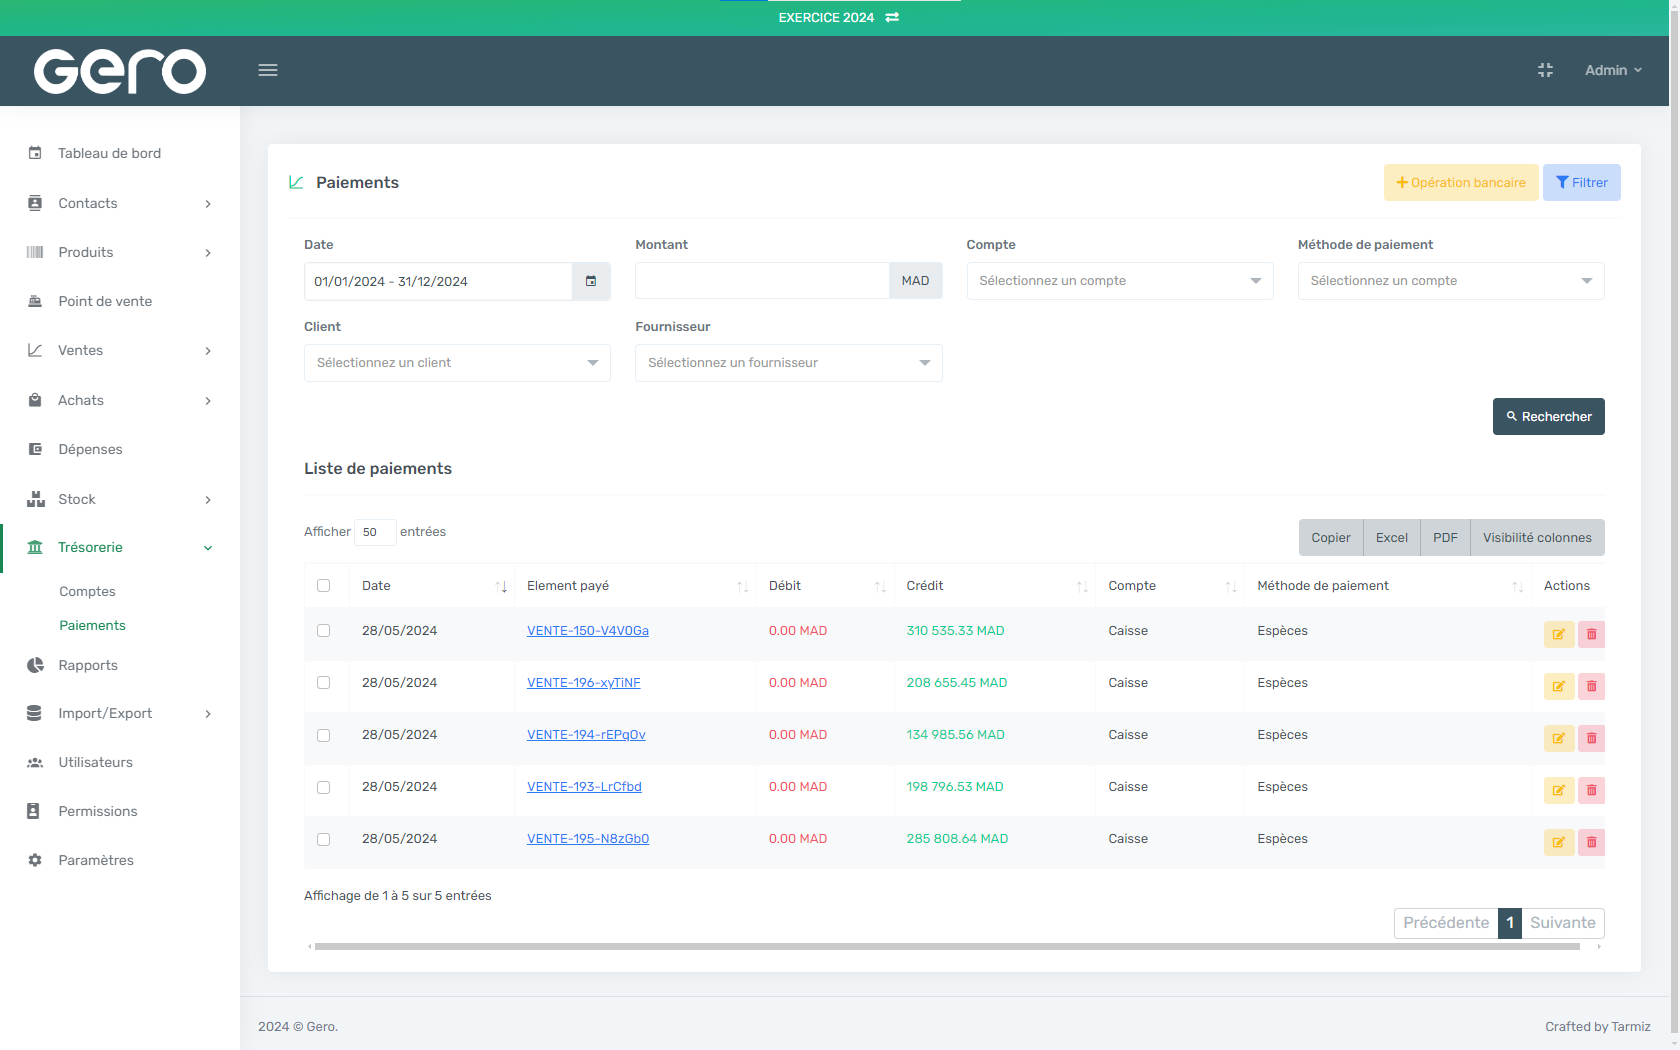 EXERCICE 2024
Gero
Admin
Tableau de bord
Contacts
Produits
Point de vente
Ventes
Achats
Dépenses
Stock
Trésorerie
Comptes
Paiements
Rapports
Import/Export
Utilisateurs
Permissions
Paramètres
Paiements
Opération bancaire Filtrer
Date Montant Compte Méthode de paiement
01/01/2024 - 31/12/2024 MAD Sélectionnez un compte Sélectionnez un compte
Client Fournisseur
Sélectionnez un client Sélectionnez un fournisseur
Rechercher
Liste de paiements
Afficher 50 entrées
Copier Excel PDF Visibilité colonnes
Date Element payé Débit Crédit Compte Méthode de paiement Actions
28/05/2024 VENTE-150-V4V0Ga 0.00 MAD 310 535.33 MAD Caisse Espèces
28/05/2024 VENTE-196-xyTiNF 0.00 MAD 208 655.45 MAD Caisse Espèces
28/05/2024 VENTE-194-rEPqOv 0.00 MAD 134 985.56 MAD Caisse Espèces
28/05/2024 VENTE-193-LrCfbd 0.00 MAD 198 796.53 MAD Caisse Espèces
28/05/2024 VENTE-195-N8zGb0 0.00 MAD 285 808.64 MAD Caisse Espèces
Affichage de 1 à 5 sur 5 entrées
Précédente 1 Suivante
2024 © Gero.
Crafted by Tarmiz